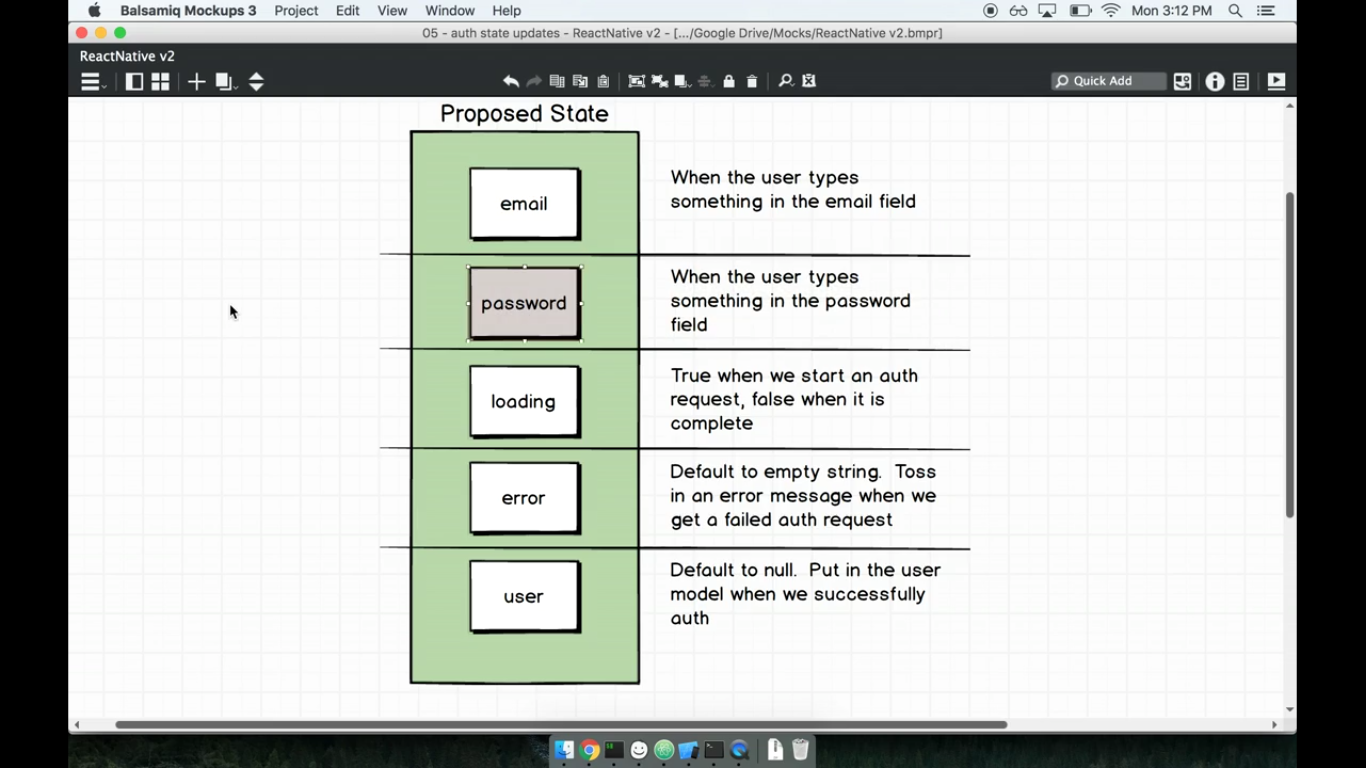 Balsamiq Mockups 3 Project Edit View Window Help Mon 3:12 PM
05 - auth state updates - ReactNative v2 - [.../Google Drive/Mocks/ReactNative v2.bmpr]
ReactNative v2
Quick Add
Proposed State
email
When the user types
something in the email field
password
When the user types
something in the password
field
loading
True when we start an auth
request, false when it is
complete
error
Default to empty string. Toss
in an error message when we
get a failed auth request
user
Default to null. Put in the user
model when we successfully
auth